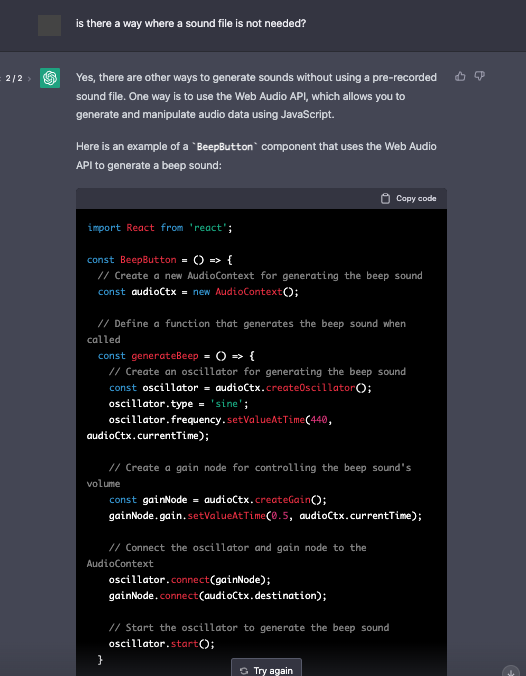 is there a way where a sound file is not needed?
2 / 2
Yes, there are other ways to generate sounds without using a pre-recorded
sound file. One way is to use the Web Audio API, which allows you to
generate and manipulate audio data using JavaScript.
Here is an example of a `BeepButton` component that uses the Web Audio
API to generate a beep sound:
Copy code
import React from 'react';
const BeepButton = () => {
// Create a new AudioContext for generating the beep sound
const audioCtx = new AudioContext();
// Define a function that generates the beep sound when
called
const generateBeep = () => {
// Create an oscillator for generating the beep sound
const oscillator = audioCtx.createOscillator();
oscillator.type = 'sine';
oscillator.frequency.setValueAtTime(440,
audioCtx.currentTime);
// Create a gain node for controlling the beep sound's
volume
const gainNode = audioCtx.createGain();
gainNode.gain.setValueAtTime(0.5, audioCtx.currentTime);
// Connect the oscillator and gain node to the
AudioContext
oscillator.connect(gainNode);
gainNode.connect(audioCtx.destination);
// Start the oscillator to generate the beep sound
oscillator.start();
}
Try again